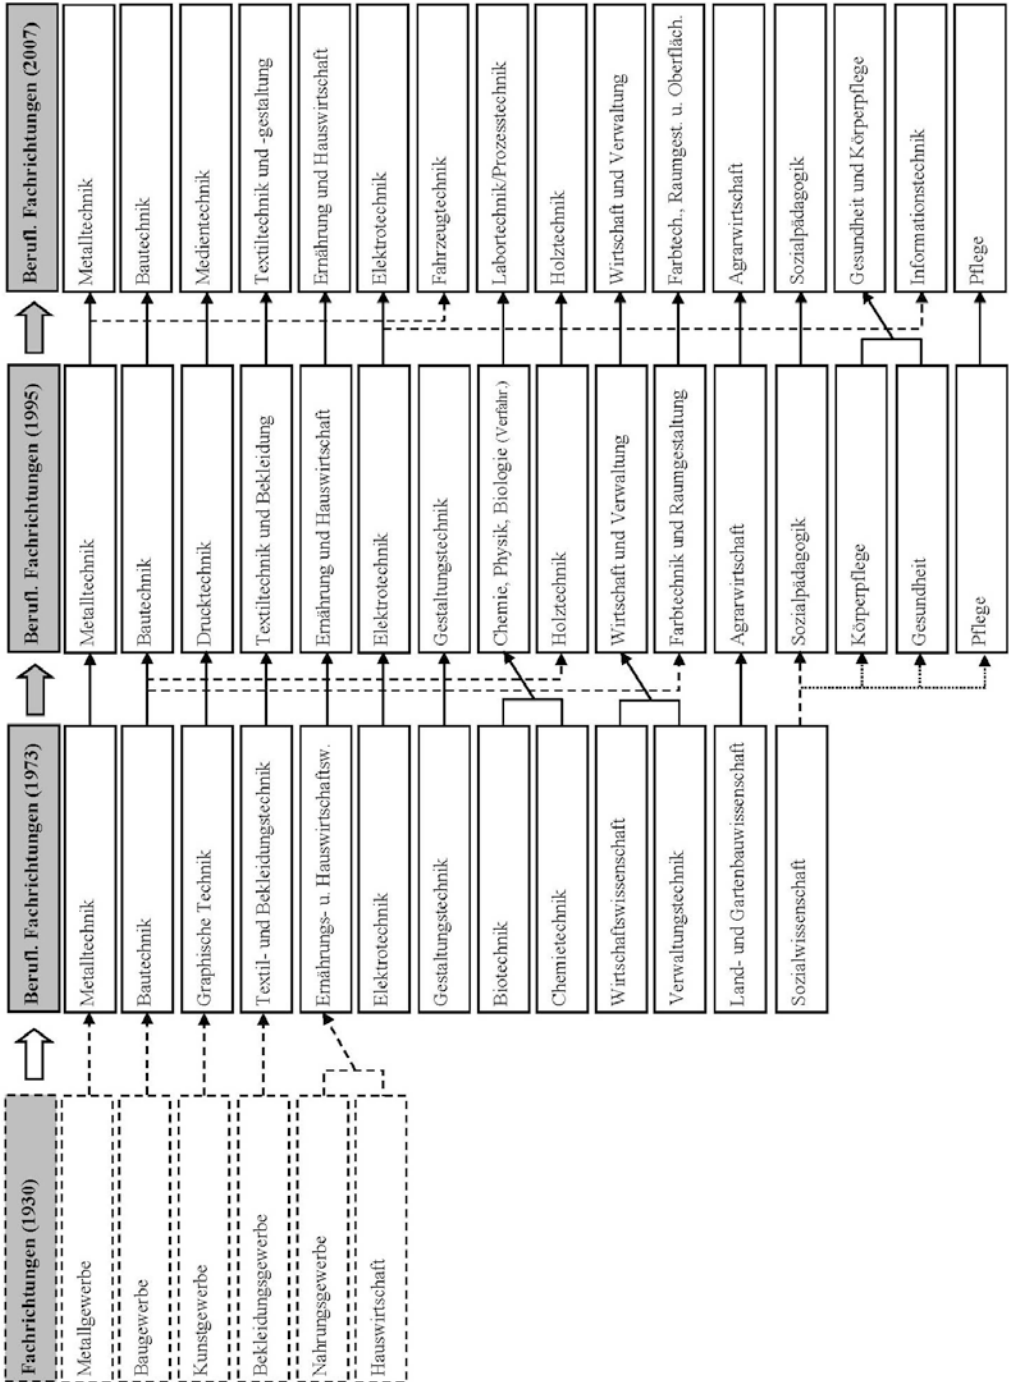 Fachrichtungen (1930)
Metallgewerbe
Baugewerbe
Kunstgewerbe
Bekleidungsgewerbe
Nahrungsgewerbe
Hauswirtschaft
Berufl. Fachrichtungen (1973)
Metalltechnik
Bautechnik
Graphische Technik
Textil- und Bekleidungstechnik
Ernährungs- u. Hauswirtschaftsw.
Elektrotechnik
Gestaltungstechnik
Biotechnik
Chemietechnik
Wirtschaftswissenschaft
Verwaltungstechnik
Land- und Gartenbauwissenschaft
Sozialwissenschaft
Berufl. Fachrichtungen (1995)
Metalltechnik
Bautechnik
Drucktechnik
Textiltechnik und Bekleidung
Ernährung und Hauswirtschaft
Elektrotechnik
Gestaltungstechnik
Chemie, Physik, Biologie (Verfahr.)
Holztechnik
Wirtschaft und Verwaltung
Farbtechnik und Raumgestaltung
Agrarwirtschaft
Sozialpädagogik
Körperpflege
Gesundheit
Pflege
Berufl. Fachrichtungen (2007)
Metalltechnik
Bautechnik
Medientechnik
Textiltechnik und -gestaltung
Ernährung und Hauswirtschaft
Elektrotechnik
Fahrzeugtechnik
Labortechnik/Prozesstechnik
Holztechnik
Wirtschaft und Verwaltung
Farbtech., Raumgest. u. Oberfläch.
Agrarwirtschaft
Sozialpädagogik
Gesundheit und Körperpflege
Informationstechnik
Pflege